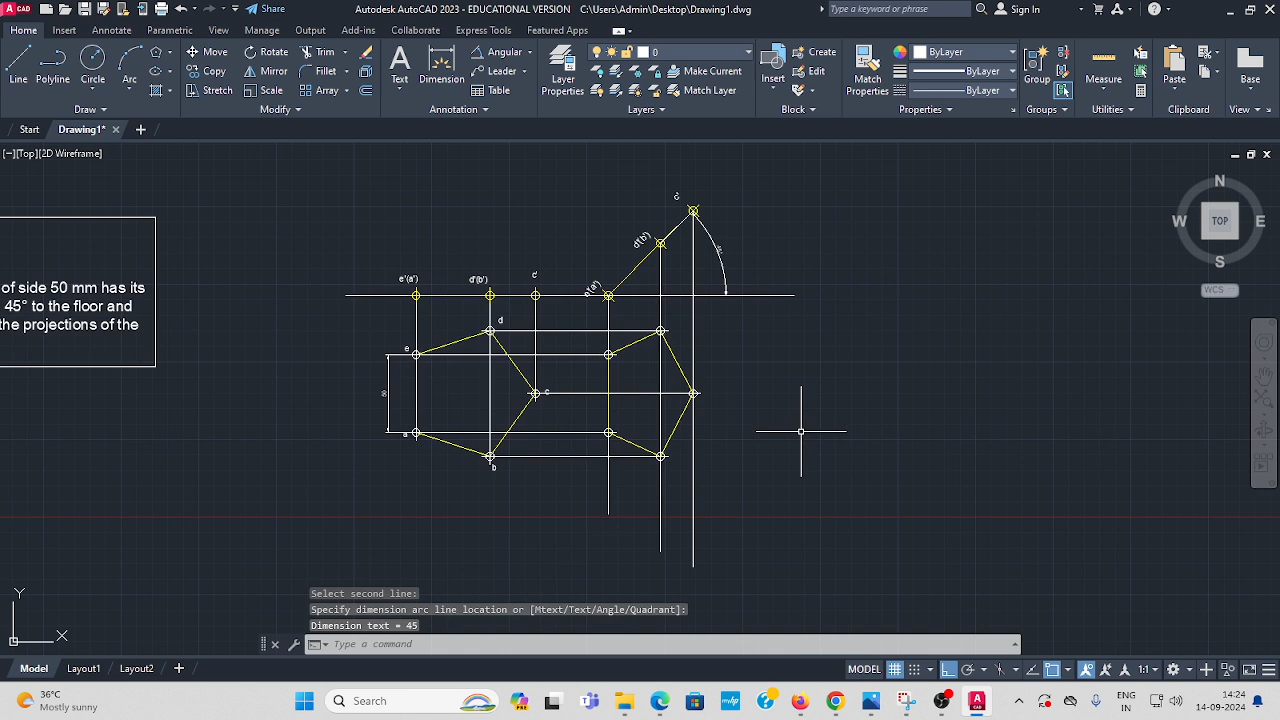 Autodesk AutoCAD 2023 - EDUCATIONAL VERSION C:\Users\Admin\Desktop\Drawing1.dwg
Share
Type a keyword or phrase
Sign In
Home Insert Annotate Parametric View Manage Output Add-ins Collaborate Express Tools Featured Apps
Line Polyline Circle Arc
Move Rotate Trim
Copy Mirror Fillet
Stretch Scale Array
Text Dimension
Angular
Leader
Table
Layer Properties
0
Make Current
Match Layer
Insert
Create
Edit
Match Properties
ByLayer
ByLayer
ByLayer
Group
Measure
Paste
Base
Draw Modify Annotation Layers Block Properties Groups Utilities Clipboard View
Start Drawing1*
[−][Top][2D Wireframe]
N
W TOP E
S
WCS
of side 50 mm has its
45° to the floor and
the projections of the
c'
d'(b')
e'(a') d'(b') c'
d
e
c
a
b
Y
X
Select second line:
Specify dimension arc line location or [Mtext/Text/Angle/Quadrant]:
Dimension text = 45
Type a command
Model Layout1 Layout2
MODEL
1:1
36°C
Mostly sunny
Search
ENG
IN
14:24
14-09-2024